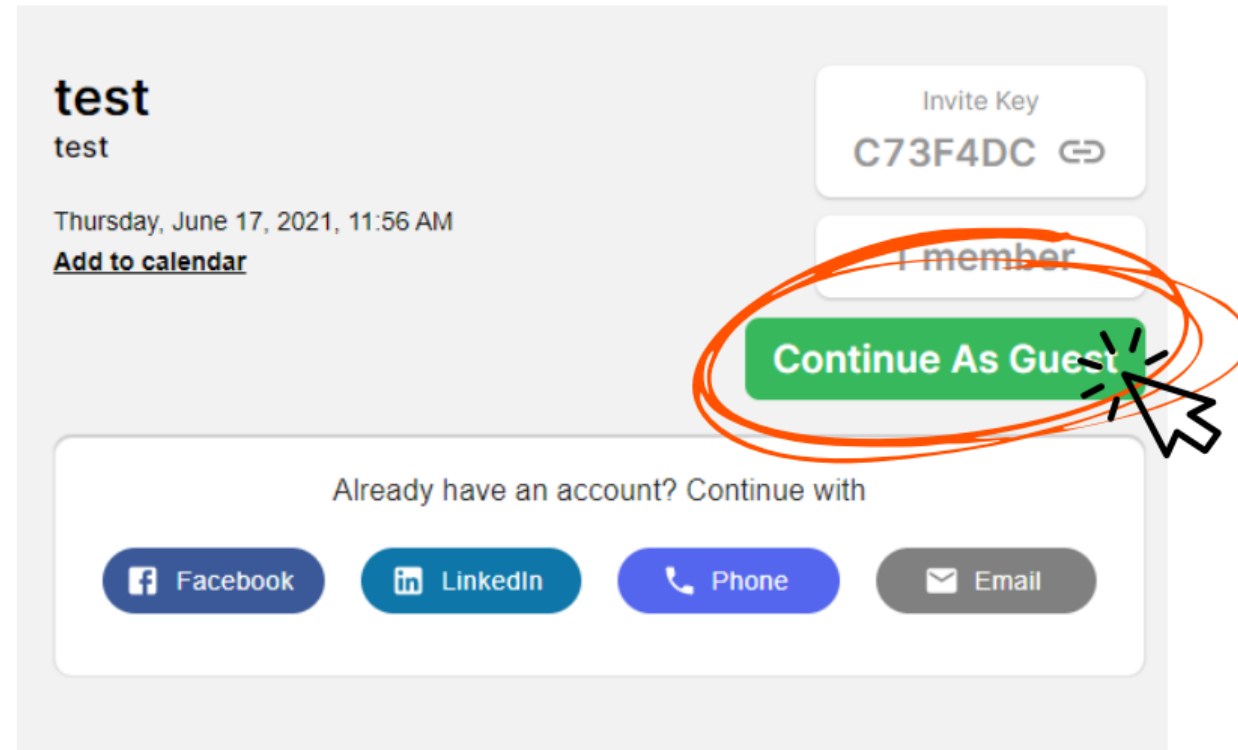 test
test
Thursday, June 17, 2021, 11:56 AM
Add to calendar
Invite Key
C73F4DC
1 member
Continue As Guest
Already have an account? Continue with
Facebook
LinkedIn
Phone
Email